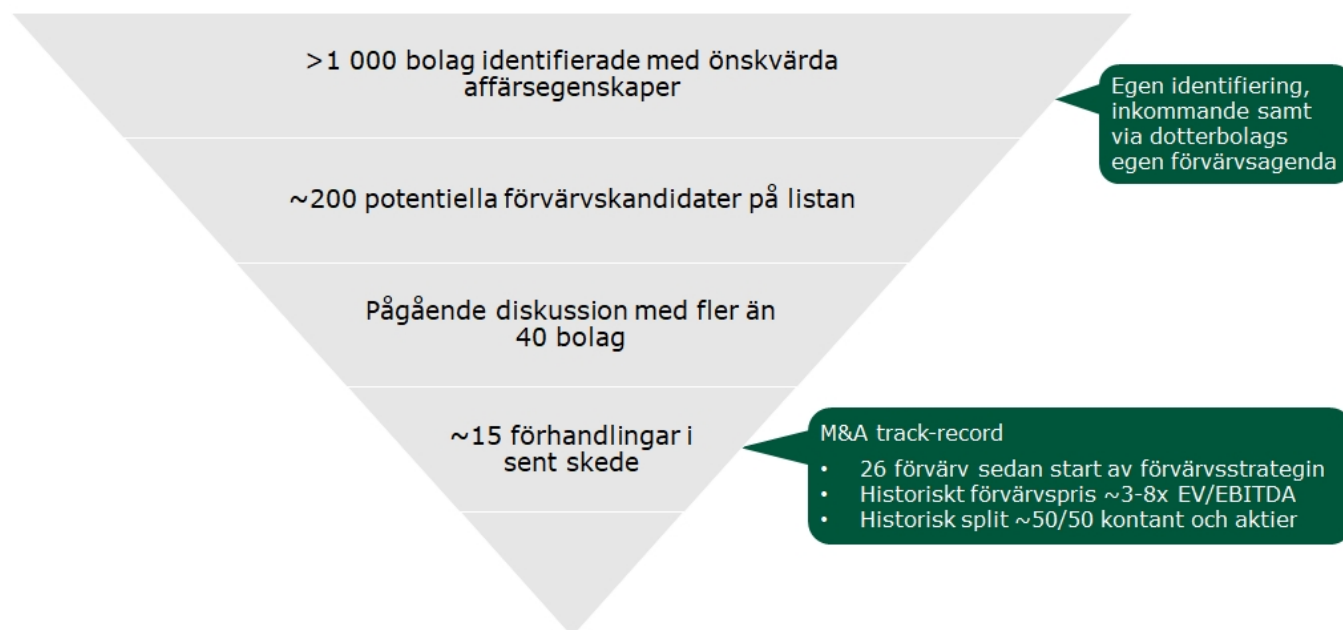 >1 000 bolag identifierade med önskvärda
affärsegenskaper
Egen identifiering,
inkommande samt
via dotterbolags
egen förvärvsagenda
~200 potentiella förvärvskandidater på listan
Pågående diskussion med fler än
40 bolag
~15 förhandlingar i
sent skede
M&A track-record
• 26 förvärv sedan start av förvärvsstrategin
• Historiskt förvärvspris ~3-8x EV/EBITDA
• Historisk split ~50/50 kontant och aktier